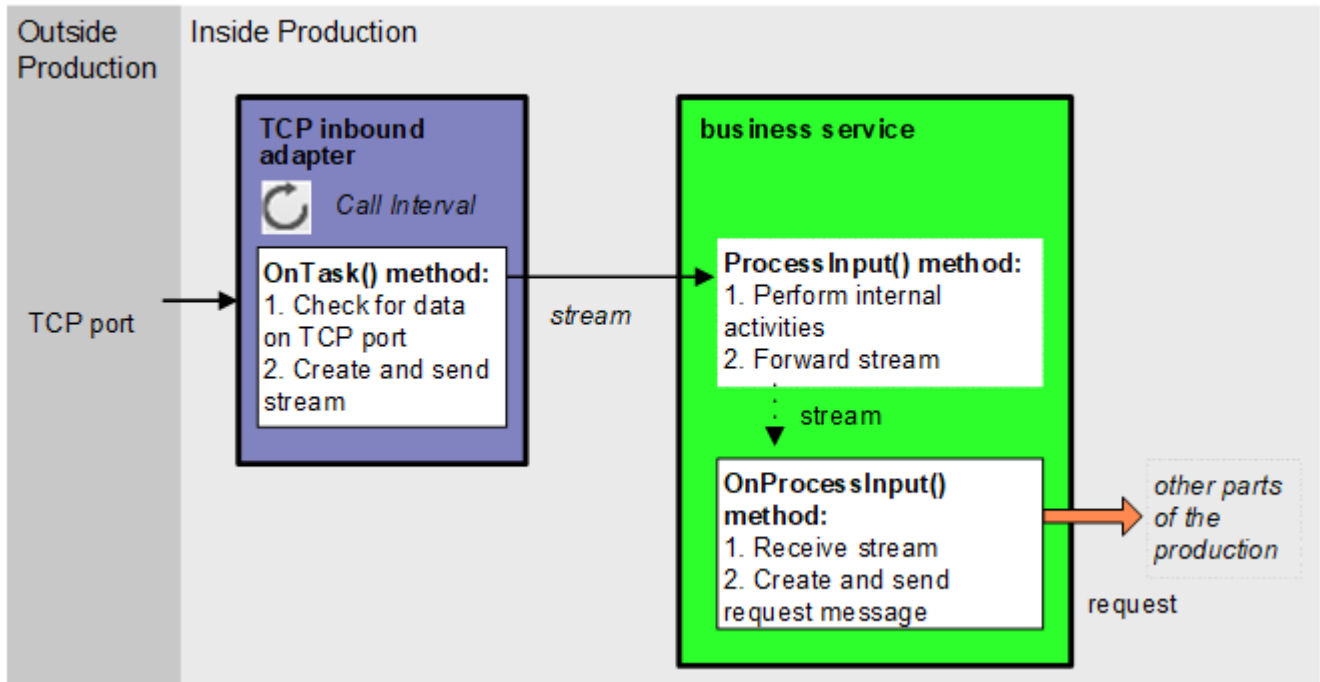 Outside
Production
Inside Production
TCP port
TCP inbound
adapter
Call Interval
OnTask() method:
1. Check for data
on TCP port
2. Create and send
stream
stream
business service
ProcessInput() method:
1. Perform internal
activities
2. Forward stream
stream
OnProcessInput()
method:
1. Receive stream
2. Create and send
request message
other parts
of the
production
request